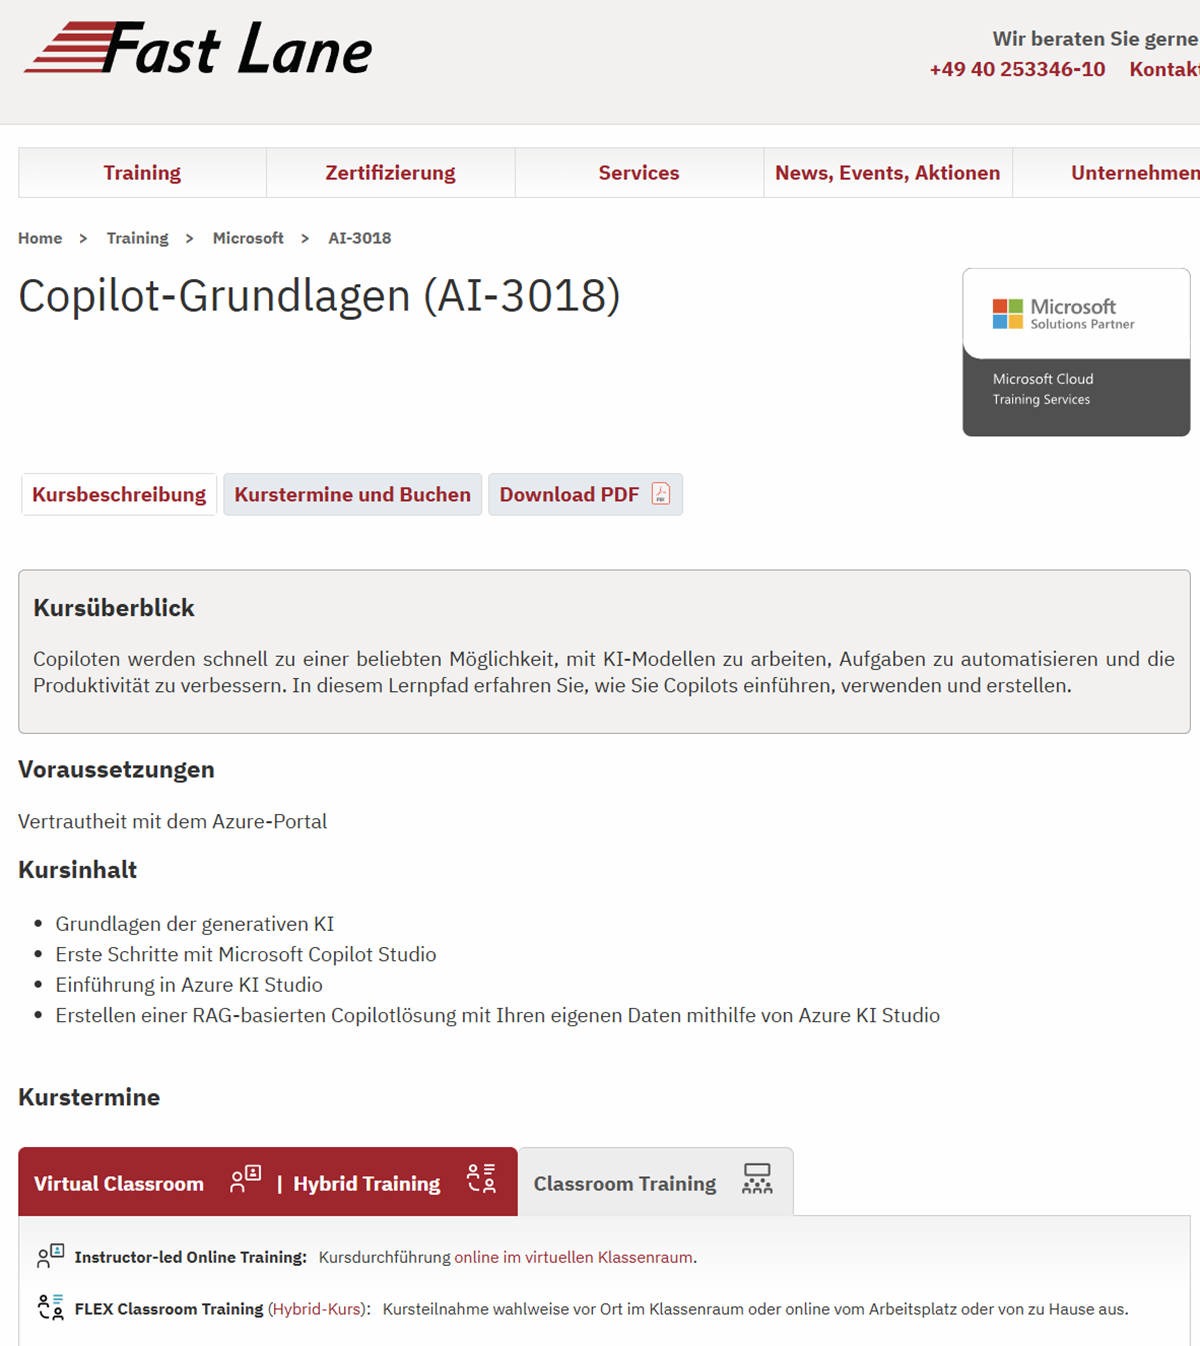 Fast Lane
Wir beraten Sie gerne
+49 40 253346-10 Kontakt
Training Zertifizierung Services News, Events, Aktionen Unternehmen
Home > Training > Microsoft > AI-3018
Copilot-Grundlagen (AI-3018)
Microsoft
Solutions Partner
Microsoft Cloud
Training Services
Kursbeschreibung Kurstermine und Buchen Download PDF
Kursüberblick
Copiloten werden schnell zu einer beliebten Möglichkeit, mit KI-Modellen zu arbeiten, Aufgaben zu automatisieren und die
Produktivität zu verbessern. In diesem Lernpfad erfahren Sie, wie Sie Copilots einführen, verwenden und erstellen.
Voraussetzungen
Vertrautheit mit dem Azure-Portal
Kursinhalt
• Grundlagen der generativen KI
• Erste Schritte mit Microsoft Copilot Studio
• Einführung in Azure KI Studio
• Erstellen einer RAG-basierten Copilotlösung mit Ihren eigenen Daten mithilfe von Azure KI Studio
Kurstermine
Virtual Classroom | Hybrid Training Classroom Training
Instructor-led Online Training: Kursdurchführung online im virtuellen Klassenraum.
FLEX Classroom Training (Hybrid-Kurs): Kursteilnahme wahlweise vor Ort im Klassenraum oder online vom Arbeitsplatz oder von zu Hause aus.